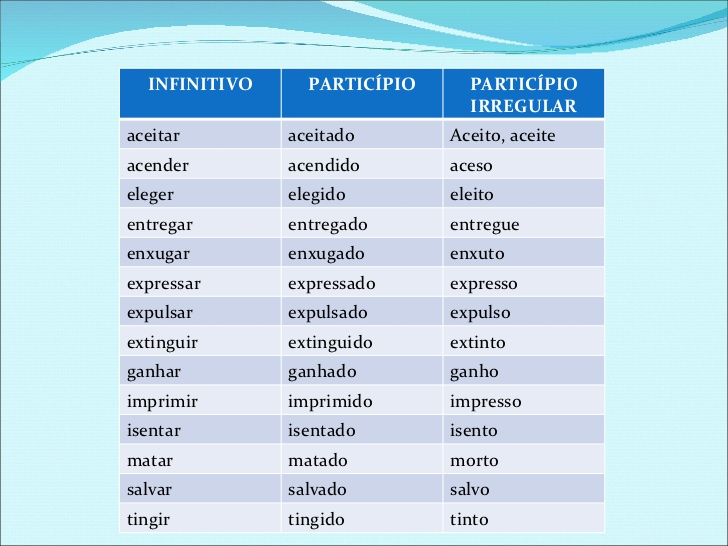 INFINITIVO PARTICÍPIO PARTICÍPIO
IRREGULAR
aceitar aceitado Aceito, aceite
acender acendido aceso
eleger elegido eleito
entregar entregado entregue
enxugar enxugado enxuto
expressar expressado expresso
expulsar expulsado expulso
extinguir extinguido extinto
ganhar ganhado ganho
imprimir imprimido impresso
isentar isentado isento
matar matado morto
salvar salvado salvo
tingir tingido tinto